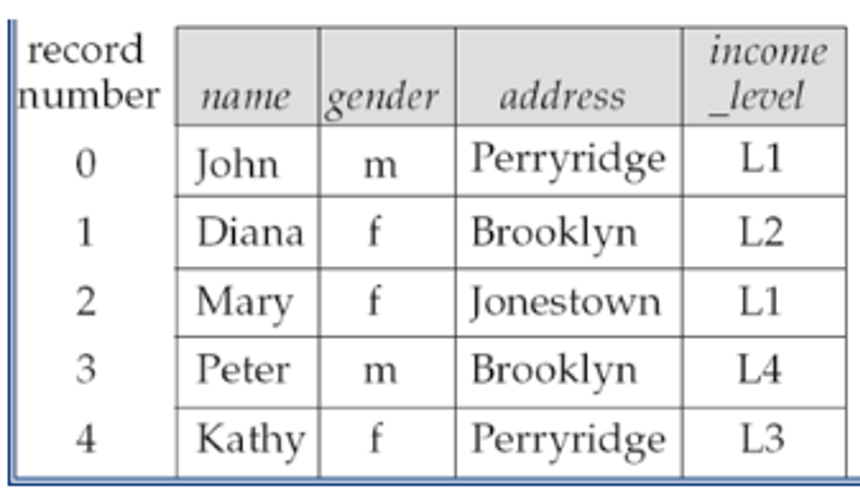 record number name gender address income _level
0 John m Perryridge L1
1 Diana f Brooklyn L2
2 Mary f Jonestown L1
3 Peter m Brooklyn L4
4 Kathy f Perryridge L3